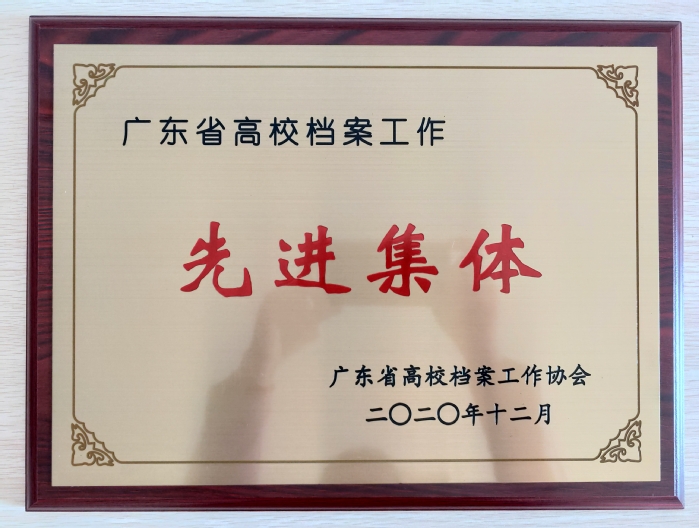 广东省高校档案工作
先进集体
广东省高校档案工作协会
二〇二〇年十二月